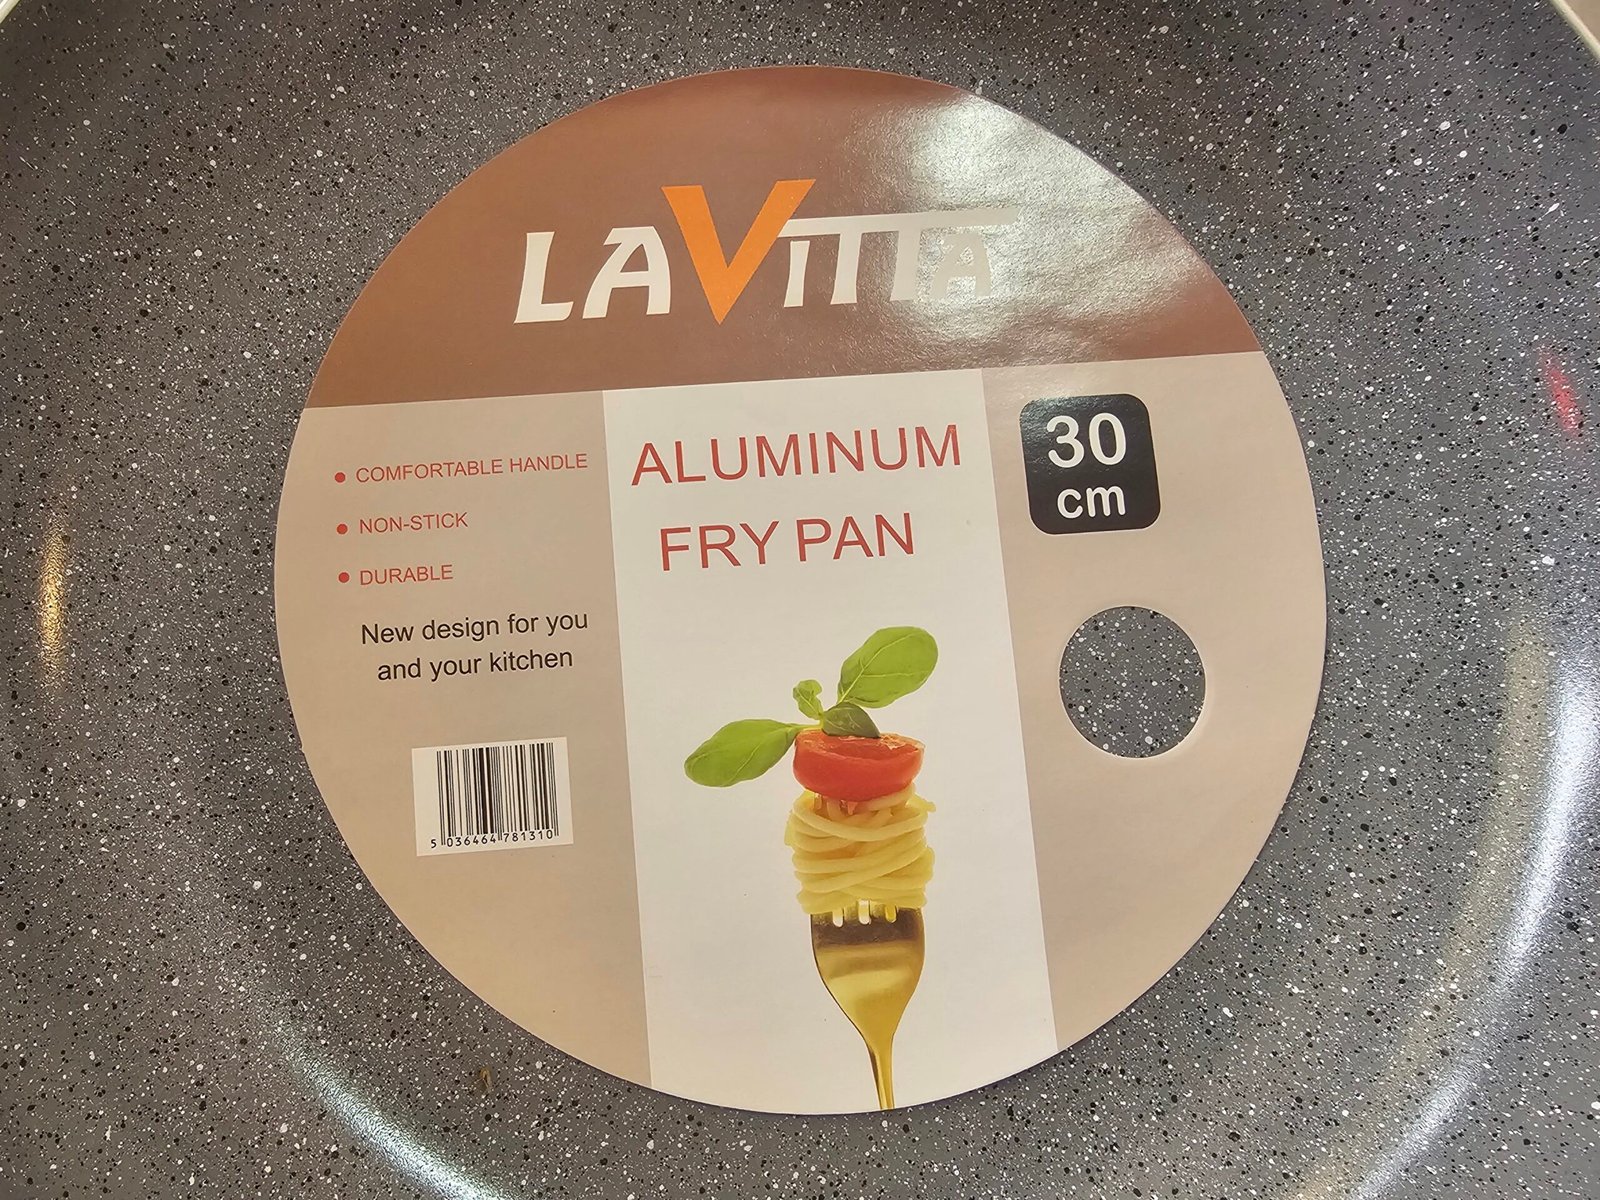 LAVITTA
ALUMINUM
FRY PAN
30
cm
• COMFORTABLE HANDLE
• NON-STICK
• DURABLE
New design for you
and your kitchen
5 036464 781310